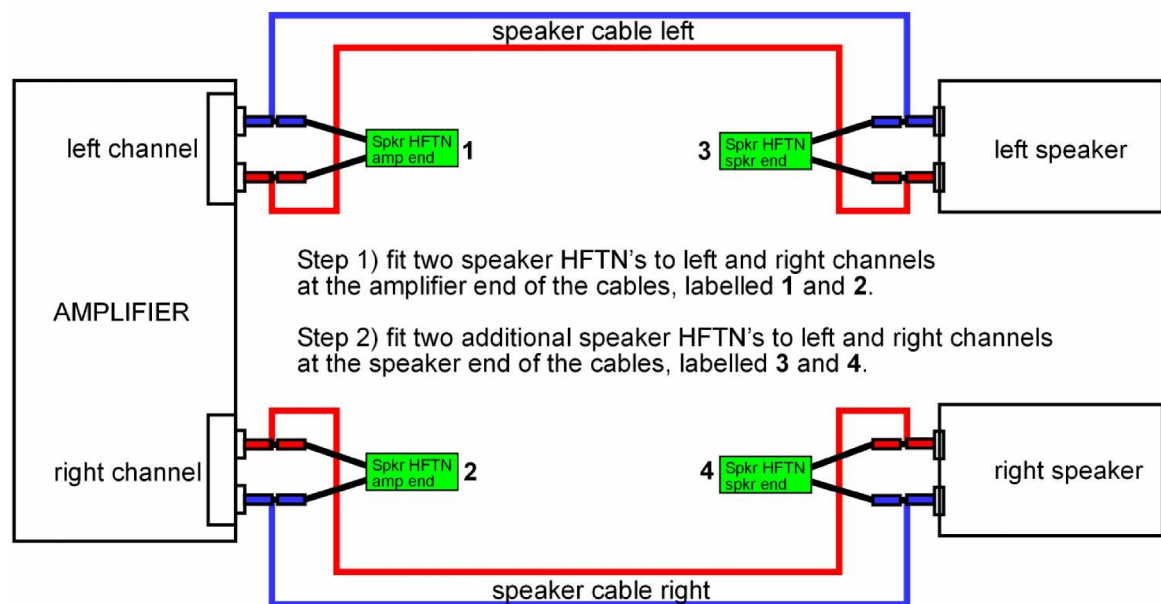 speaker cable left
left channel
Spkr HFTN
amp end
1
3
Spkr HFTN
spkr end
left speaker
Step 1) fit two speaker HFTN's to left and right channels
at the amplifier end of the cables, labelled 1 and 2.
AMPLIFIER
Step 2) fit two additional speaker HFTN's to left and right channels
at the speaker end of the cables, labelled 3 and 4.
right channel
Spkr HFTN
amp end
2
4
Spkr HFTN
spkr end
right speaker
speaker cable right